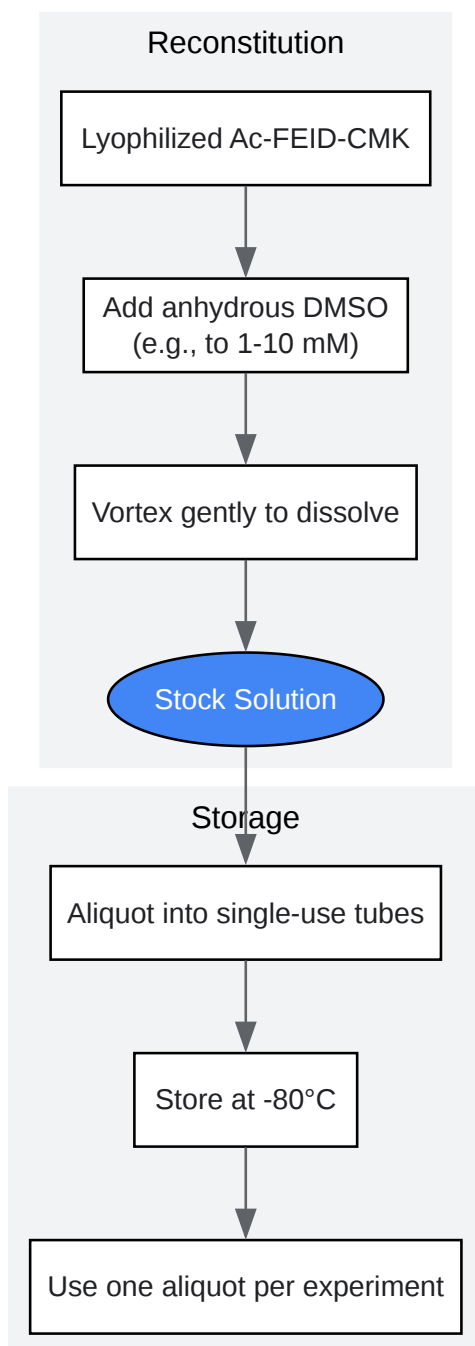 Reconstitution
Lyophilized Ac-FEID-CMK
Add anhydrous DMSO
(e.g., to 1-10 mM)
Vortex gently to dissolve
Stock Solution
Storage
Aliquot into single-use tubes
Store at -80°C
Use one aliquot per experiment